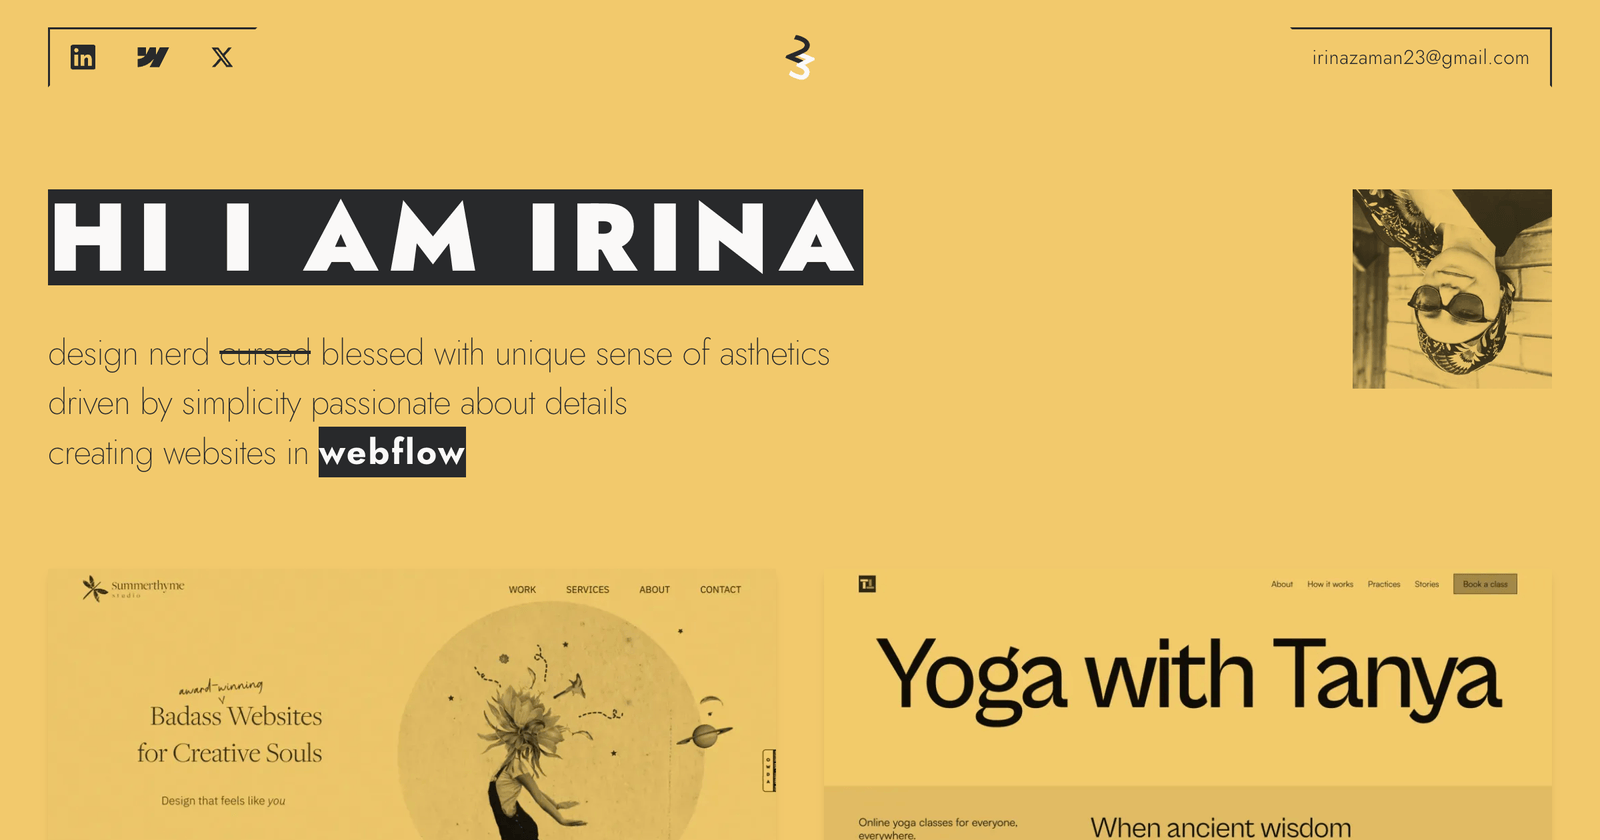 in
23
irinazaman23@gmail.com
HI I AM IRINA
design nerd cursed blessed with unique sense of asthetics
driven by simplicity passionate about details
creating websites in webflow
summerthyme
studio
WORK SERVICES ABOUT CONTACT
award-winning
Badass Websites
for Creative Souls
Design that feels like you
TL
About How it works Practices Stories Book a class
Yoga with Tanya
Online yoga classes for everyone,
everywhere.
When ancient wisdom